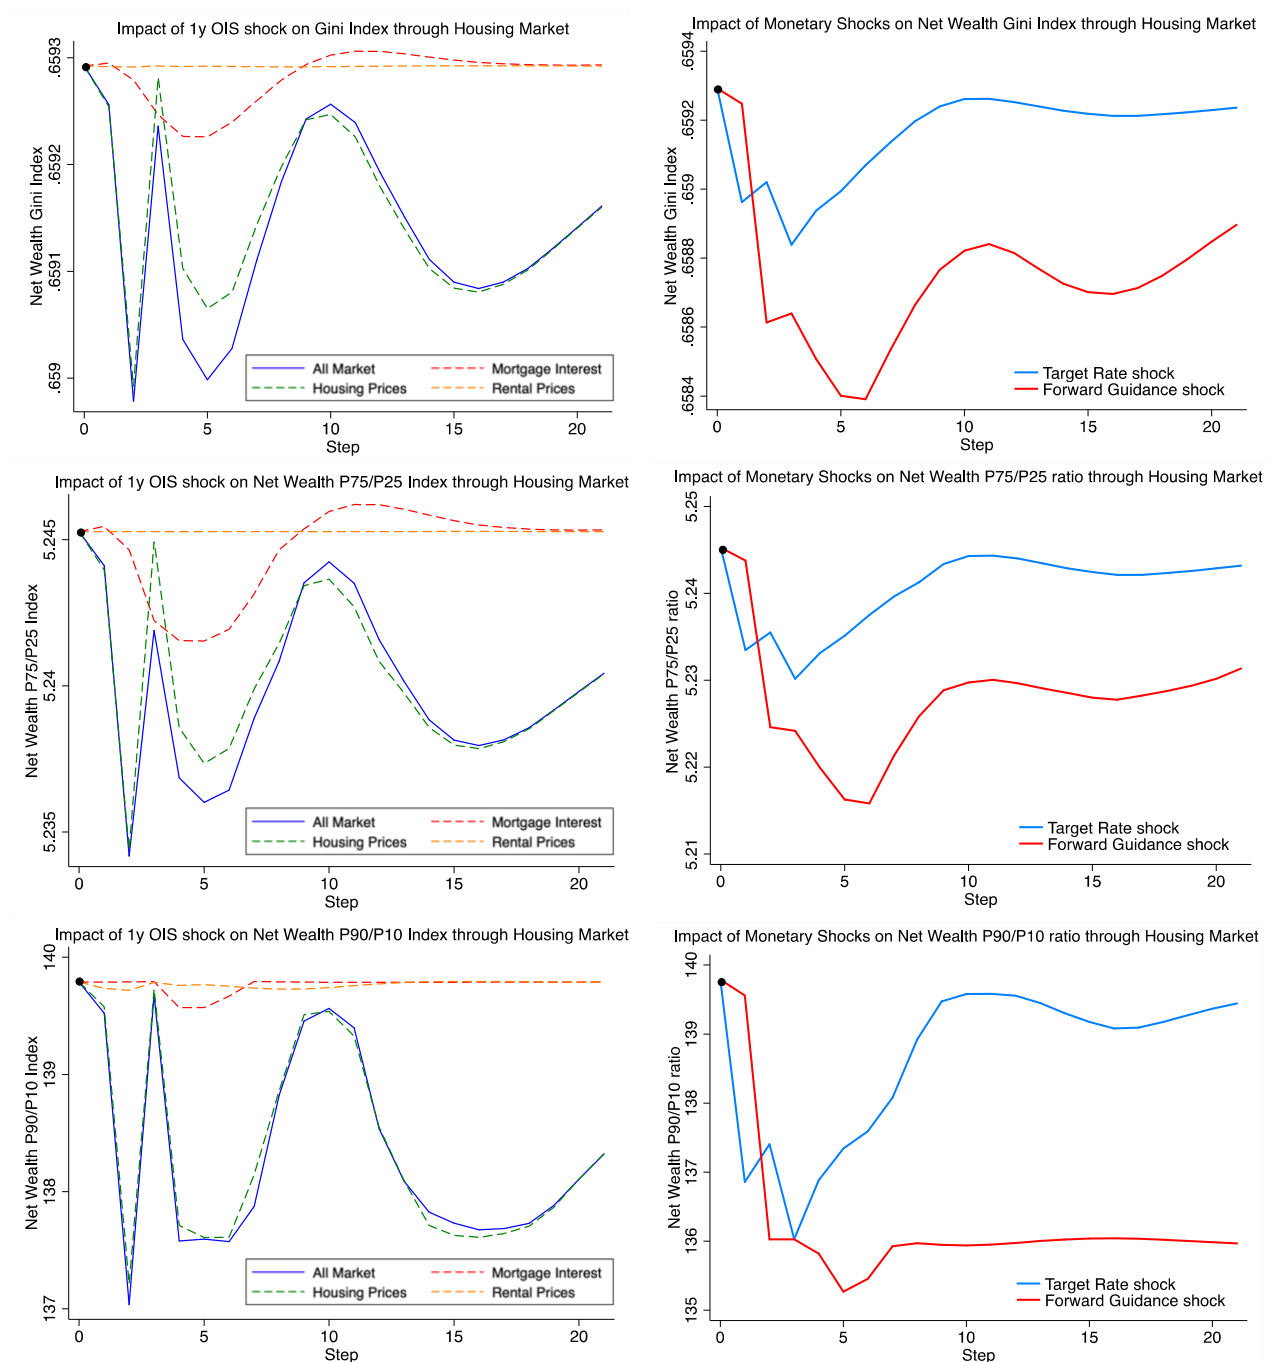 Impact of 1y OIS shock on Gini Index through Housing Market
Net Wealth Gini Index
.6593
.6592
.6591
.659
All Market
Mortgage Interest
Housing Prices
Rental Prices
0 5 10 15 20
Step
Impact of Monetary Shocks on Net Wealth Gini Index through Housing Market
Net Wealth Gini Index
.6594
.6592
.659
.6588
.6586
.6584
Target Rate shock
Forward Guidance shock
0 5 10 15 20
Step
Impact of 1y OIS shock on Net Wealth P75/P25 Index through Housing Market
Net Wealth P75/P25 Index
5.245
5.24
5.235
All Market
Mortgage Interest
Housing Prices
Rental Prices
0 5 10 15 20
Step
Impact of Monetary Shocks on Net Wealth P75/P25 ratio through Housing Market
Net Wealth P75/P25 ratio
5.25
5.24
5.23
5.22
5.21
Target Rate shock
Forward Guidance shock
0 5 10 15 20
Step
Impact of 1y OIS shock on Net Wealth P90/P10 Index through Housing Market
Net Wealth P90/P10 Index
140
139
138
137
All Market
Mortgage Interest
Housing Prices
Rental Prices
0 5 10 15 20
Step
Impact of Monetary Shocks on Net Wealth P90/P10 ratio through Housing Market
Net Wealth P90/P10 ratio
140
139
138
137
136
135
Target Rate shock
Forward Guidance shock
0 5 10 15 20
Step